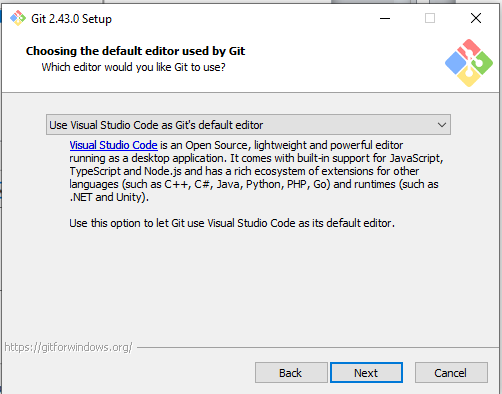 Git 2.43.0 Setup
Choosing the default editor used by Git
Which editor would you like Git to use?
Use Visual Studio Code as Git's default editor
Visual Studio Code is an Open Source, lightweight and powerful editor
running as a desktop application. It comes with built-in support for JavaScript,
TypeScript and Node.js and has a rich ecosystem of extensions for other
languages (such as C++, C#, Java, Python, PHP, Go) and runtimes (such as
.NET and Unity).
Use this option to let Git use Visual Studio Code as its default editor.
https://gitforwindows.org/
Back Next Cancel